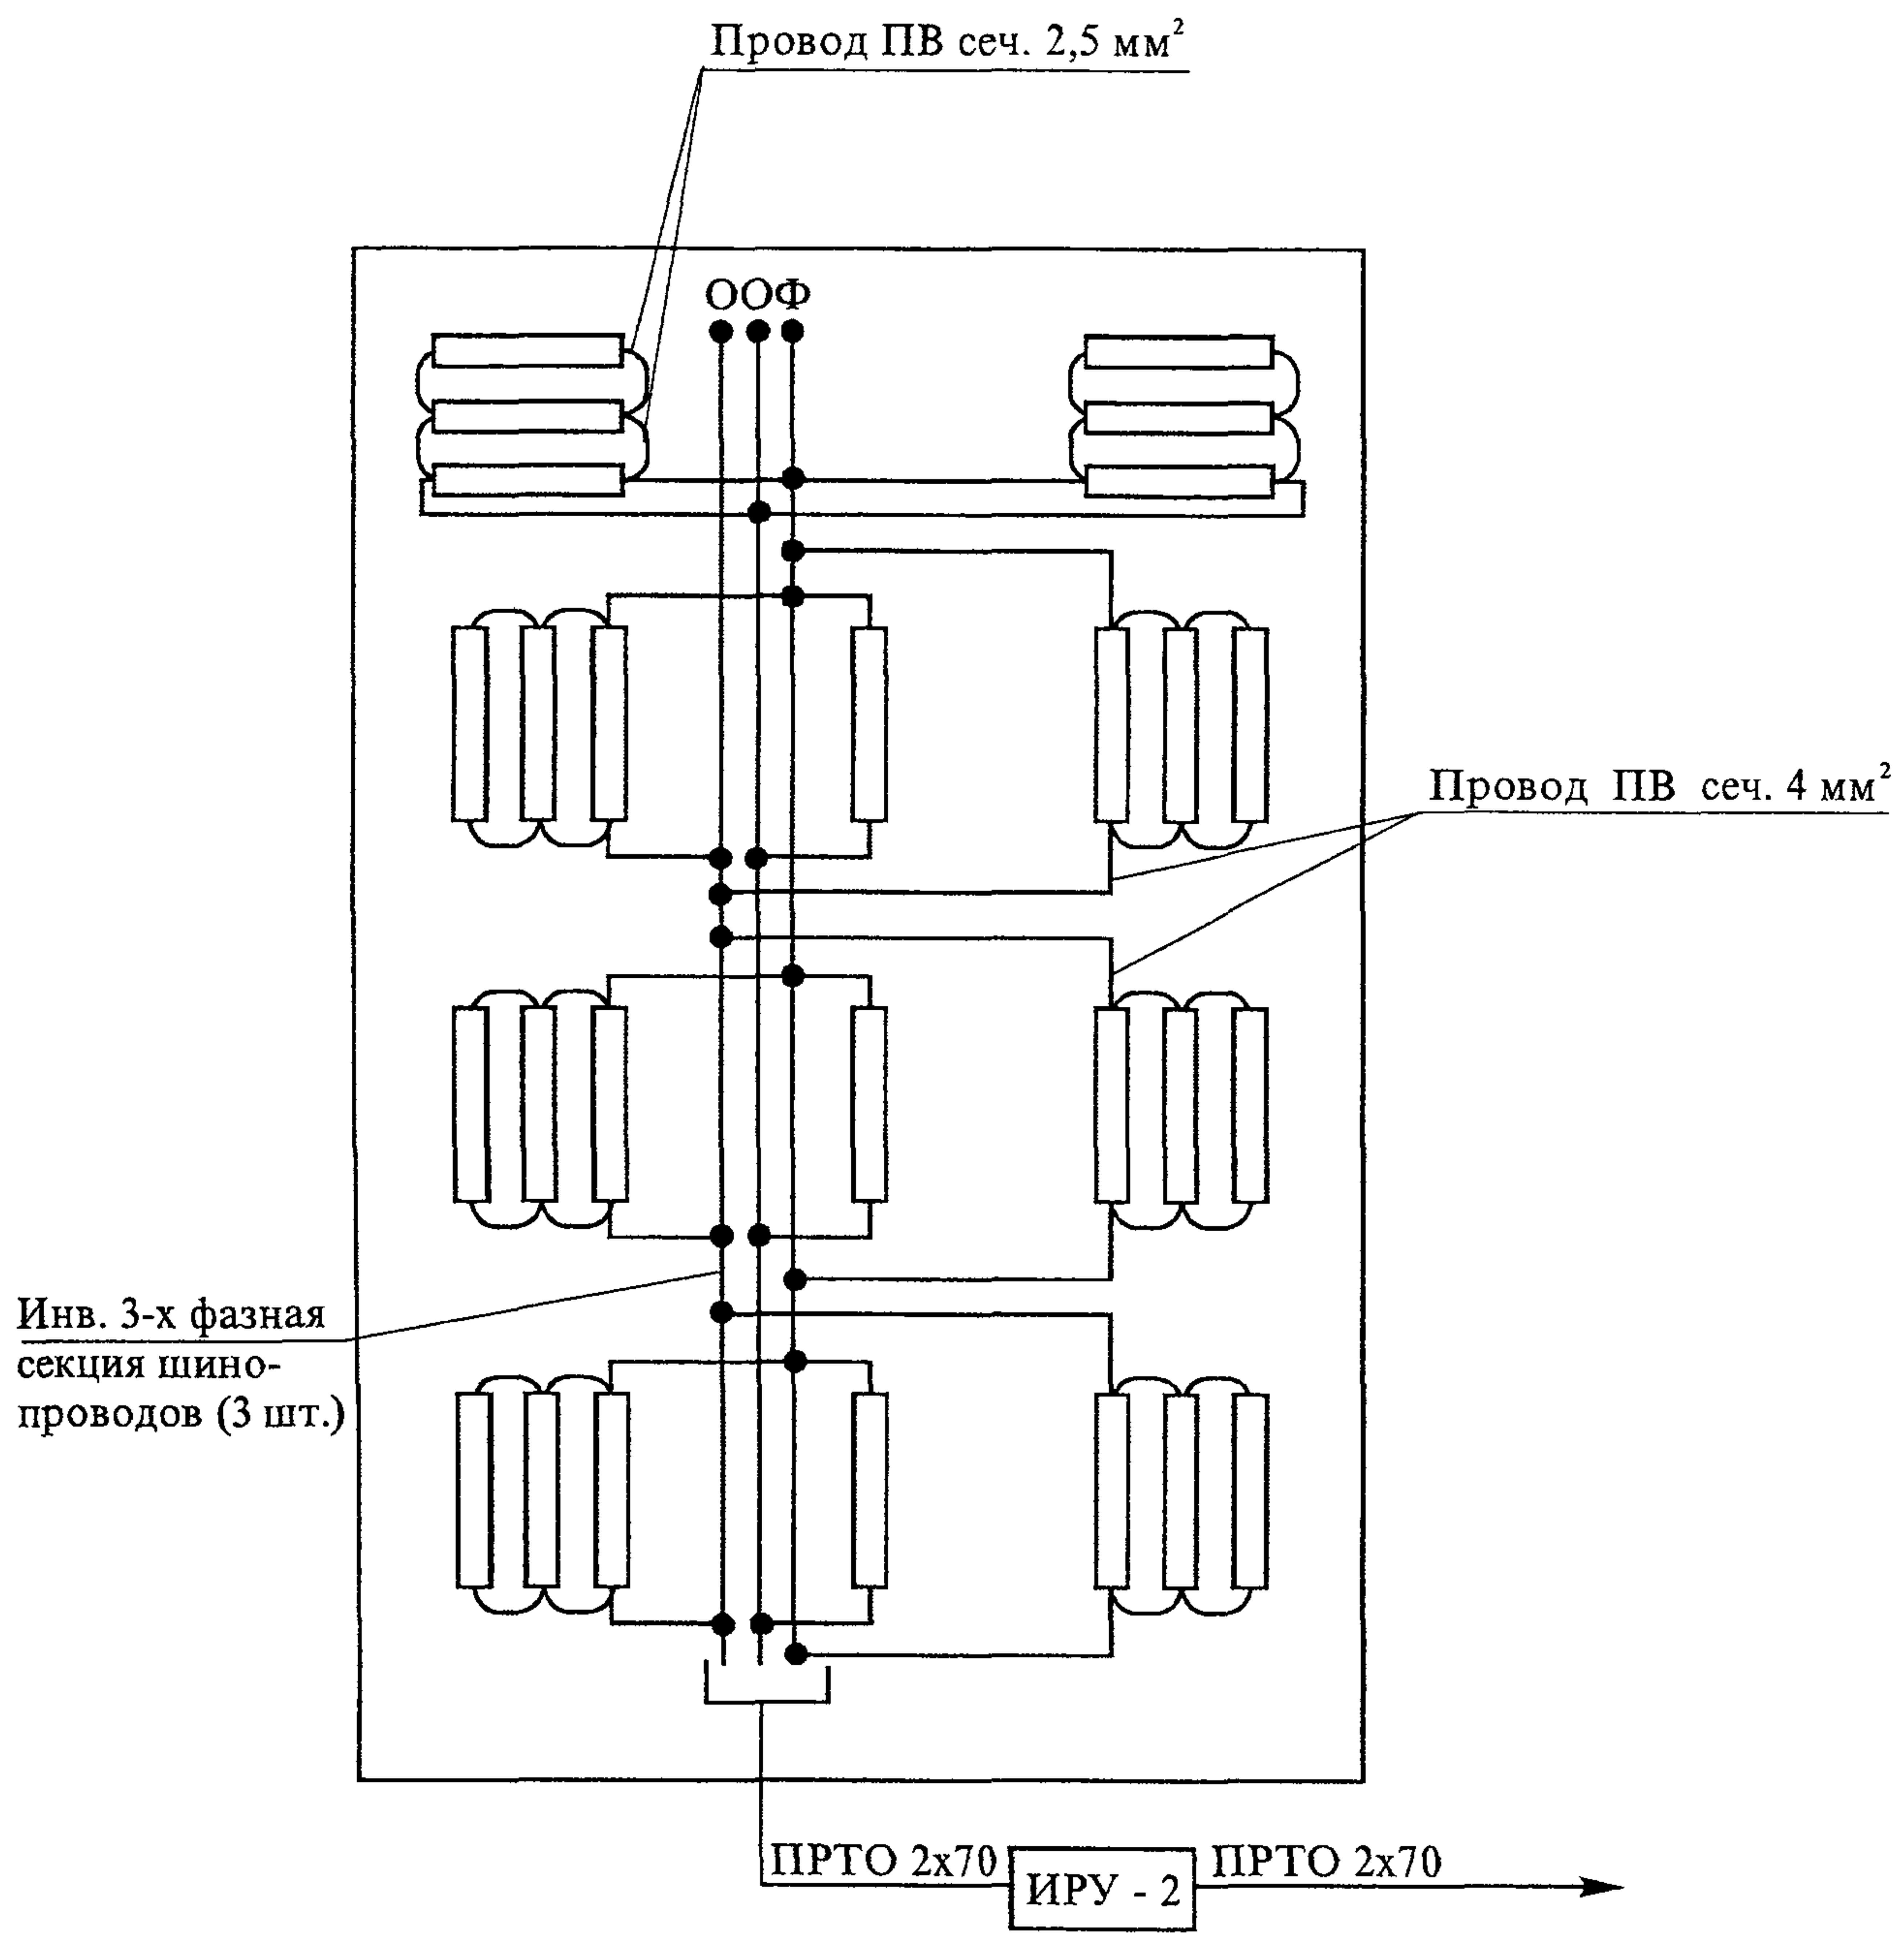 Провод ПВ сеч. 2,5 мм²
ООФ
Провод ПВ сеч. 4 мм²
Инв. 3-х фазная
секция шино-
проводов (3 шт.)
ПРТО 2х70
ИРУ - 2
ПРТО 2х70